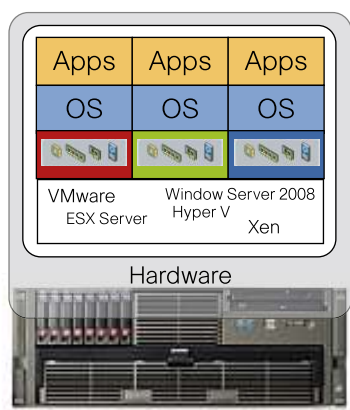 Apps Apps Apps
OS OS OS
VMware Window Server 2008
ESX Server Hyper V
Xen
Hardware